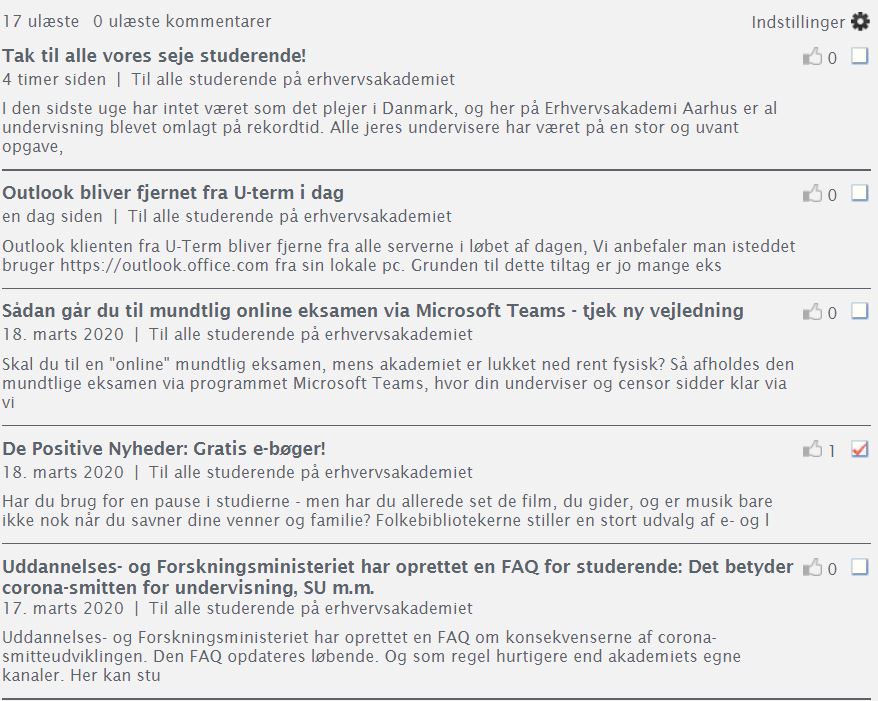 17 ulæste 0 ulæste kommentarer
Indstillinger
Tak til alle vores seje studerende!
0
4 timer siden | Til alle studerende på erhvervsakademiet
I den sidste uge har intet været som det plejer i Danmark, og her på Erhvervsakademi Aarhus er al
undervisning blevet omlagt på rekordtid. Alle jeres undervisere har været på en stor og uvant
opgave,
Outlook bliver fjernet fra U-term i dag
0
en dag siden | Til alle studerende på erhvervsakademiet
Outlook klienten fra U-Term bliver fjerne fra alle serverne i løbet af dagen, Vi anbefaler man isteddet
bruger https://outlook.office.com fra sin lokale pc. Grunden til dette tiltag er jo mange eks
Sådan går du til mundtlig online eksamen via Microsoft Teams - tjek ny vejledning
0
18. marts 2020 | Til alle studerende på erhvervsakademiet
Skal du til en "online" mundtlig eksamen, mens akademiet er lukket ned rent fysisk? Så afholdes den
mundtlige eksamen via programmet Microsoft Teams, hvor din underviser og censor sidder klar via
vi
De Positive Nyheder: Gratis e-bøger!
1
18. marts 2020 | Til alle studerende på erhvervsakademiet
Har du brug for en pause i studierne - men har du allerede set de film, du gider, og er musik bare
ikke nok når du savner dine venner og familie? Folkebibliotekerne stiller en stort udvalg af e- og l
Uddannelses- og Forskningsministeriet har oprettet en FAQ for studerende: Det betyder
0
corona-smitten for undervisning, SU m.m.
17. marts 2020 | Til alle studerende på erhvervsakademiet
Uddannelses- og Forskningsministeriet har oprettet en FAQ om konsekvenserne af corona-
smitteudviklingen. Den FAQ opdateres løbende. Og som regel hurtigere end akademiets egne
kanaler. Her kan stu